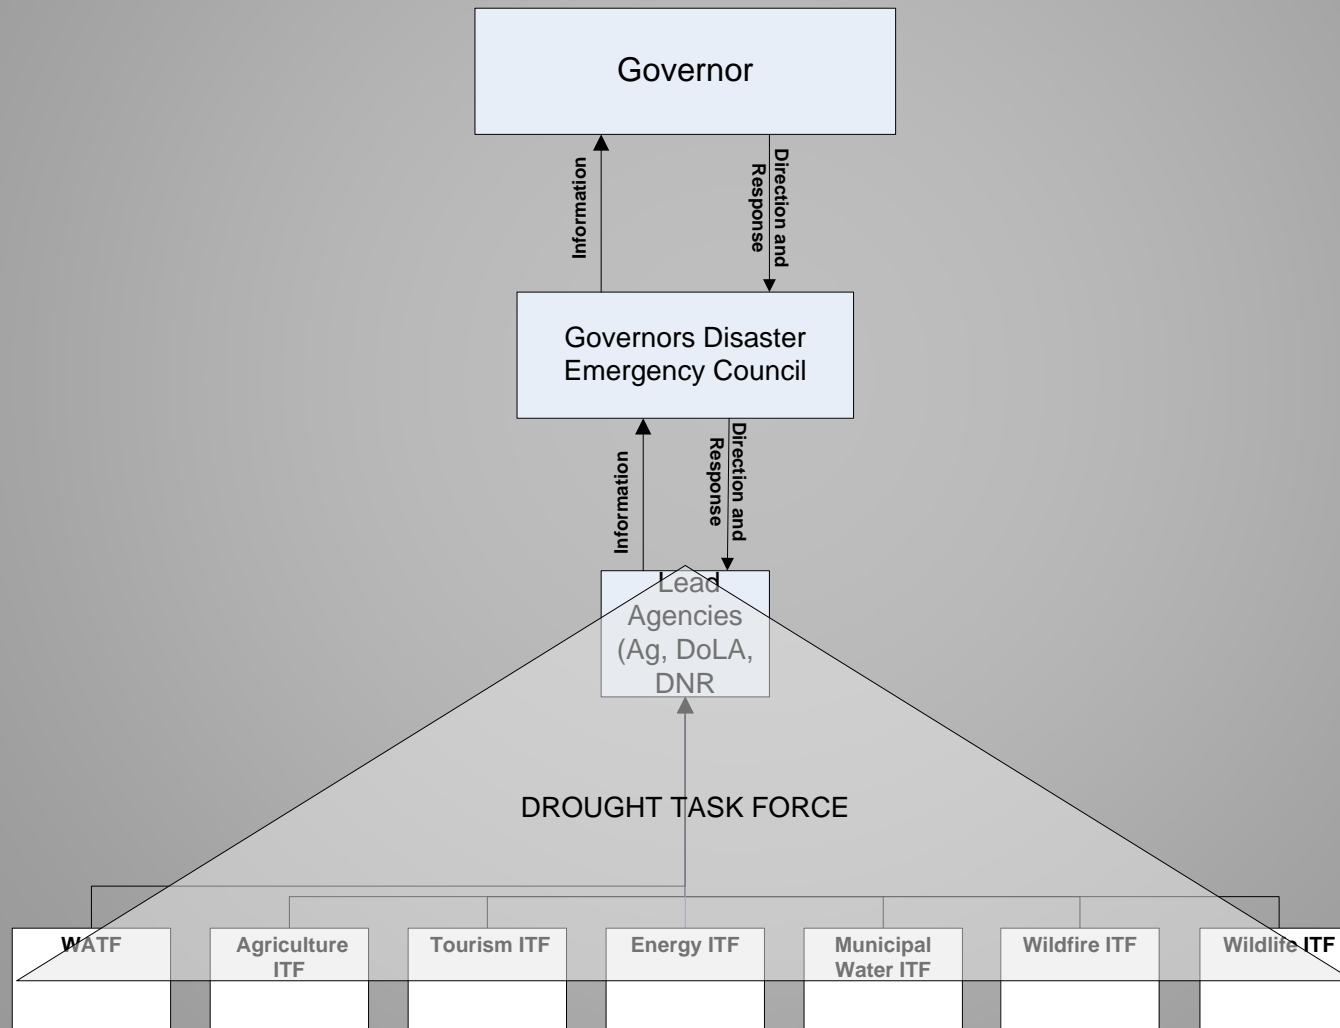 Governor
Information
Direction and
Response
Governors Disaster
Emergency Council
Information
Direction and
Response
Lead
Agencies
(Ag, DoLA,
DNR
DROUGHT TASK FORCE
WATF
Agriculture
ITF
Tourism ITF
Energy ITF
Municipal
Water ITF
Wildfire ITF
Wildlife ITF